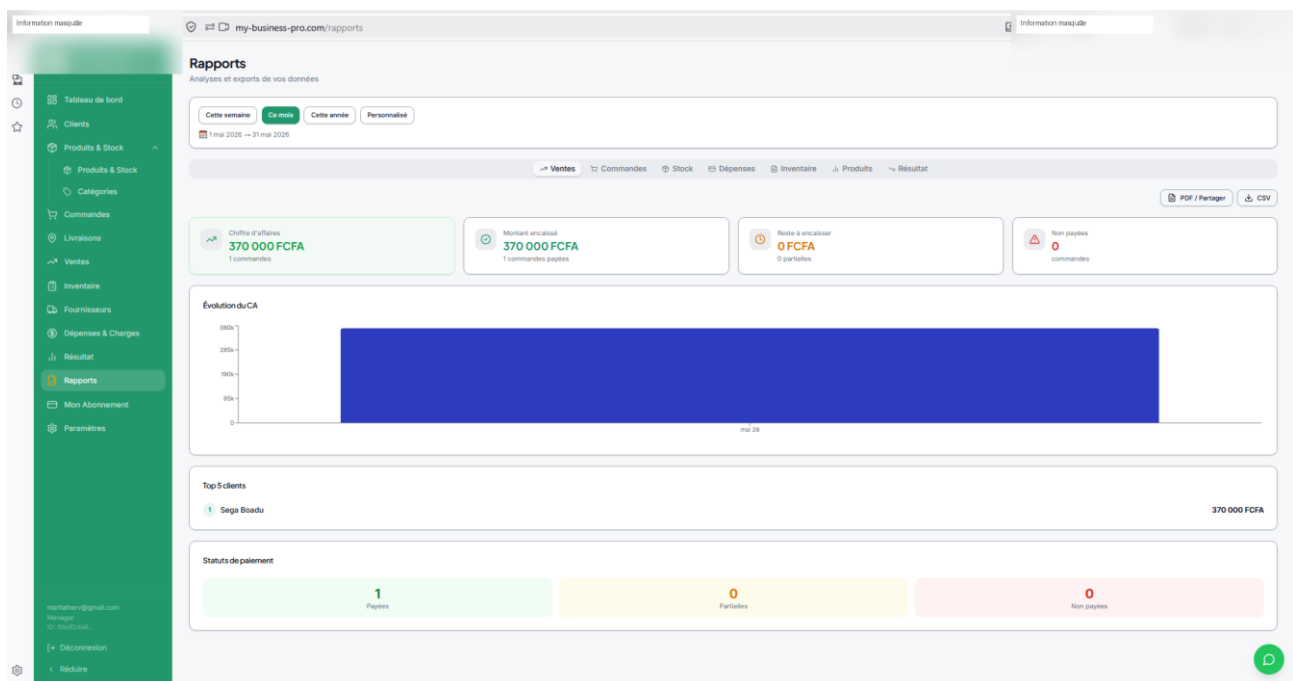 Information masquée
my-business-pro.com/rapports
Information masquée
Rapports
Analyses et exports de vos données
Tableau de bord
Clients
Produits & Stock
Produits & Stock
Catégories
Commandes
Livraisons
Ventes
Inventaire
Fournisseurs
Dépenses & Charges
Résultat
Rapports
Mon Abonnement
Paramètres
martialherv@gmail.com
Manager
Déconnexion
Réduire
Cette semaine
Ce mois
Cette année
Personnalisé
1 mai 2026 → 31 mai 2026
Ventes
Commandes
Stock
Dépenses
Inventaire
Produits
Résultat
PDF / Partager
CSV
Chiffre d'affaires
370 000 FCFA
1 commandes
Montant encaissé
370 000 FCFA
1 commandes payées
Reste à encaisser
0 FCFA
0 partielles
Non payées
0
commandes
Évolution du CA
380k
285k
190k
95k
0
mai 26
Top 5 clients
1 Sega Boadu
370 000 FCFA
Statuts de paiement
1
Payées
0
Partielles
0
Non payées